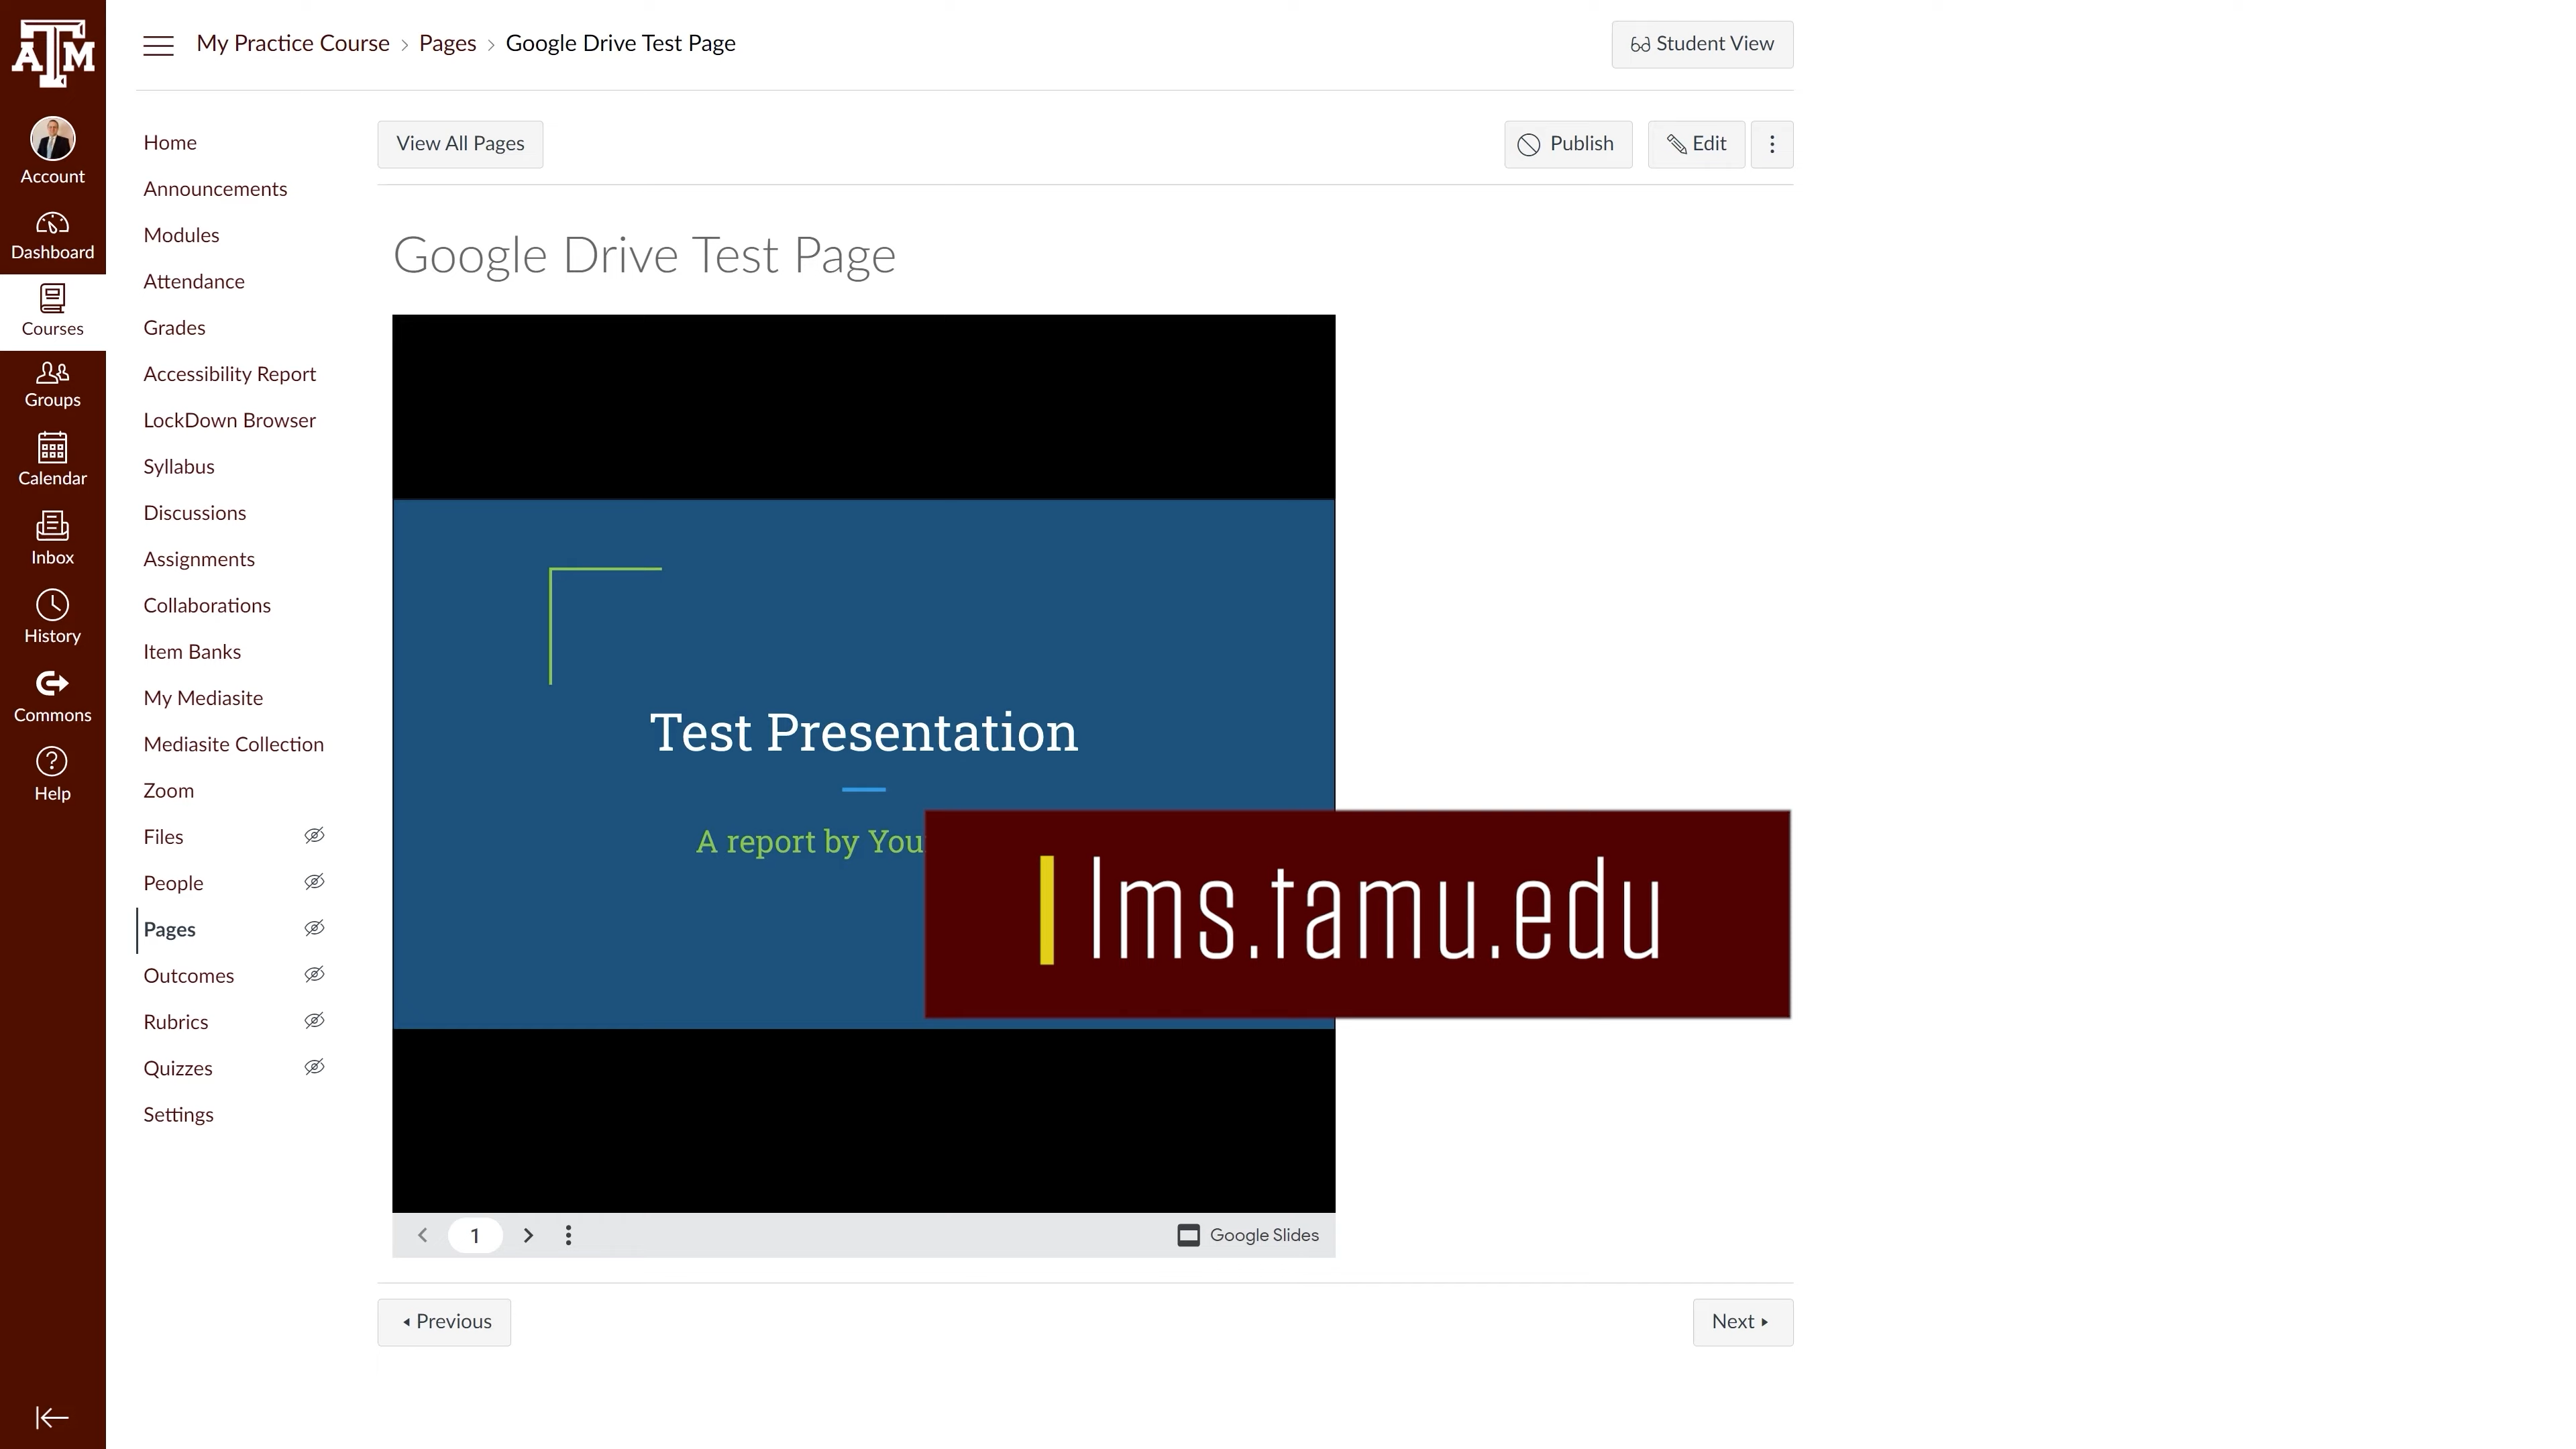 ATM
My Practice Course > Pages > Google Drive Test Page
Student View
Account
Dashboard
Courses
Groups
Calendar
Inbox
History
Commons
Help
Home
Announcements
Modules
Attendance
Grades
Accessibility Report
LockDown Browser
Syllabus
Discussions
Assignments
Collaborations
Item Banks
My Mediasite
Mediasite Collection
Zoom
Files
People
Pages
Outcomes
Rubrics
Quizzes
Settings
View All Pages
Publish
Edit
Google Drive Test Page
Test Presentation
A report by You
lms.tamu.edu
1
Google Slides
Previous
Next